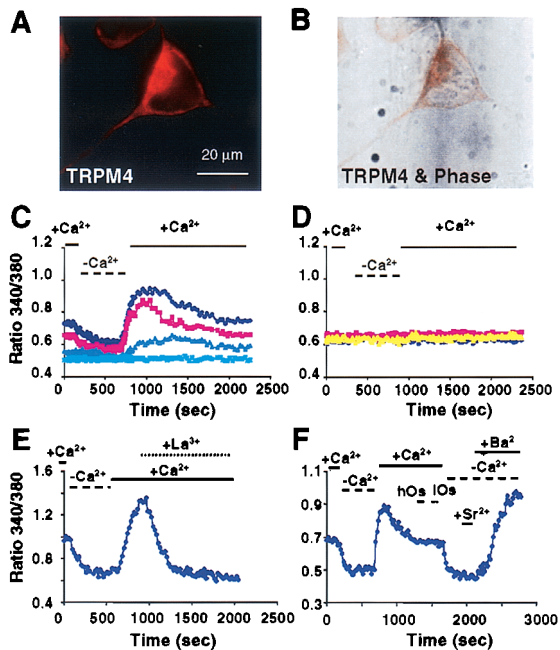 A
B
TRPM4
20 µm
TRPM4 & Phase
C
D
+Ca²⁺
+Ca²⁺
-Ca²⁺
1.2
1.0
0.8
0.6
0.4
Ratio 340/380
0 500 1000 1500 2000 2500
Time (sec)
+Ca²⁺
+Ca²⁺
-Ca²⁺
1.2
1.0
0.8
0.6
0.4
0 500 1000 1500 2000 2500
Time (sec)
E
F
+La³⁺
+Ca²⁺
+Ca²⁺
-Ca²⁺
1.6
1.2
0.8
0.4
Ratio 340/380
0 500 1000 1500 2000 2500
Time (sec)
+Ba²
+Ca²⁺
+Ca²⁺
-Ca²⁺
-Ca²⁺
hOs
lOs
+Sr²⁺
1.1
0.9
0.7
0.5
0.3
0 1000 2000 3000
Time (sec)